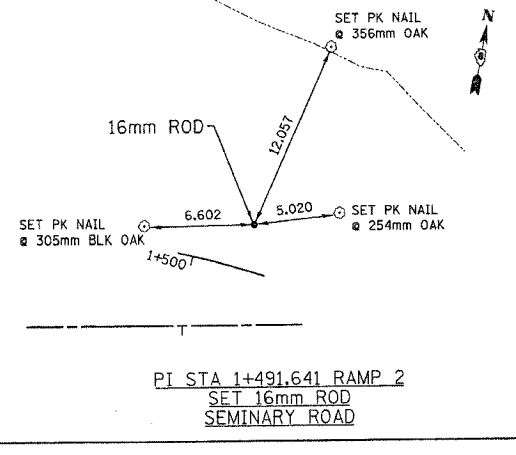 SET PK NAIL
@ 356mm OAK
N
16mm ROD
12.057
6.602
5.020
SET PK NAIL
@ 305mm BLK OAK
SET PK NAIL
@ 254mm OAK
1+500
T
PI STA 1+491.641 RAMP 2
SET 16mm ROD
SEMINARY ROAD